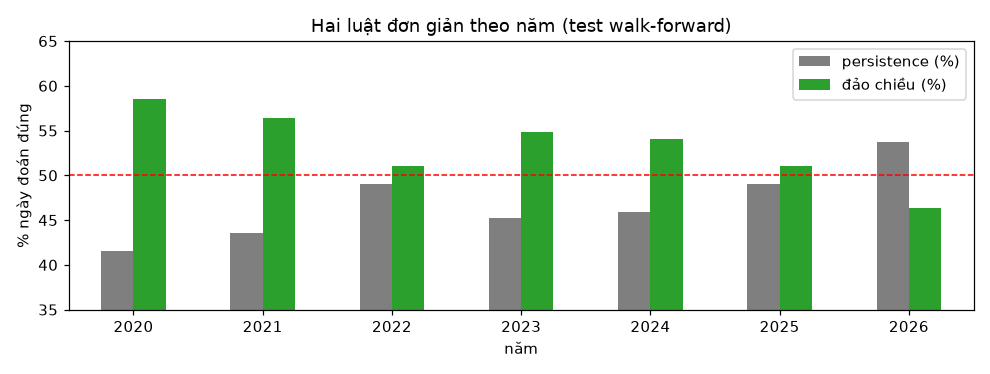 Hai luật đơn giản theo năm (test walk-forward)
persistence (%)
đảo chiều (%)
% ngày đoán đúng
65
60
55
50
45
40
35
2020 2021 2022 2023 2024 2025 2026
năm